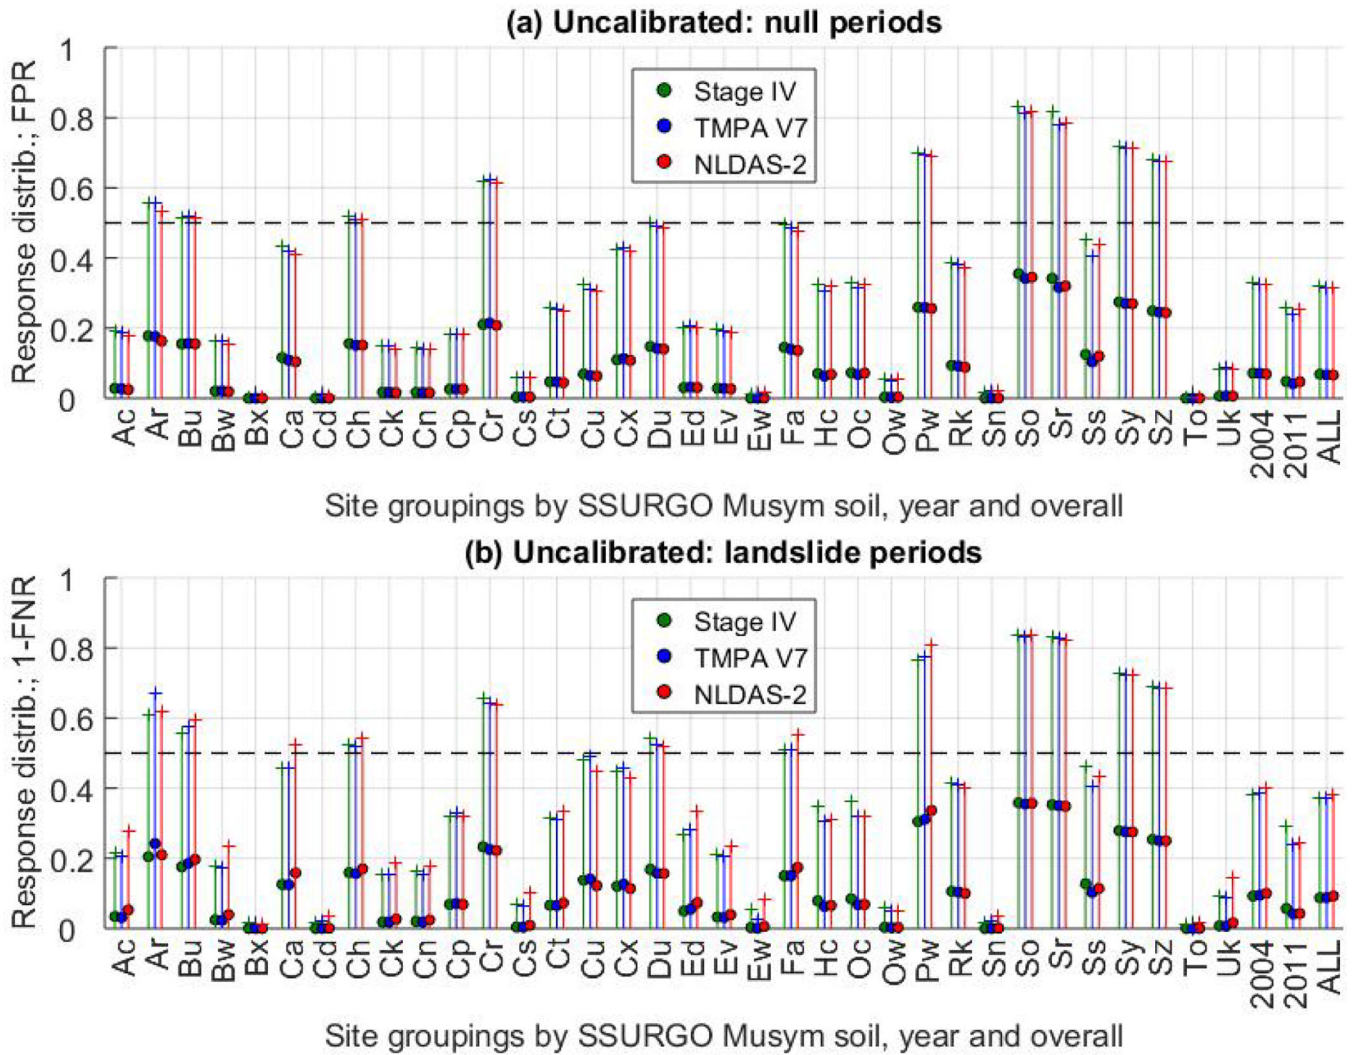 (a) Uncalibrated: null periods
Response distrib.; FPR
1
0.8
0.6
0.4
0.2
0
Stage IV
TMPA V7
NLDAS-2
Ac Ar Bu Bw Bx Ca Cd Ch Ck Cn Cp Cr Cs Ct Cu Cx Du Ed Ev Ew Fa Hc Oc Ow Pw Rk Sn So Sr Ss Sy Sz To Uk 2004 2011 ALL
Site groupings by SSURGO Musym soil, year and overall
(b) Uncalibrated: landslide periods
Response distrib.; 1-FNR
1
0.8
0.6
0.4
0.2
0
Stage IV
TMPA V7
NLDAS-2
Ac Ar Bu Bw Bx Ca Cd Ch Ck Cn Cp Cr Cs Ct Cu Cx Du Ed Ev Ew Fa Hc Oc Ow Pw Rk Sn So Sr Ss Sy Sz To Uk 2004 2011 ALL
Site groupings by SSURGO Musym soil, year and overall